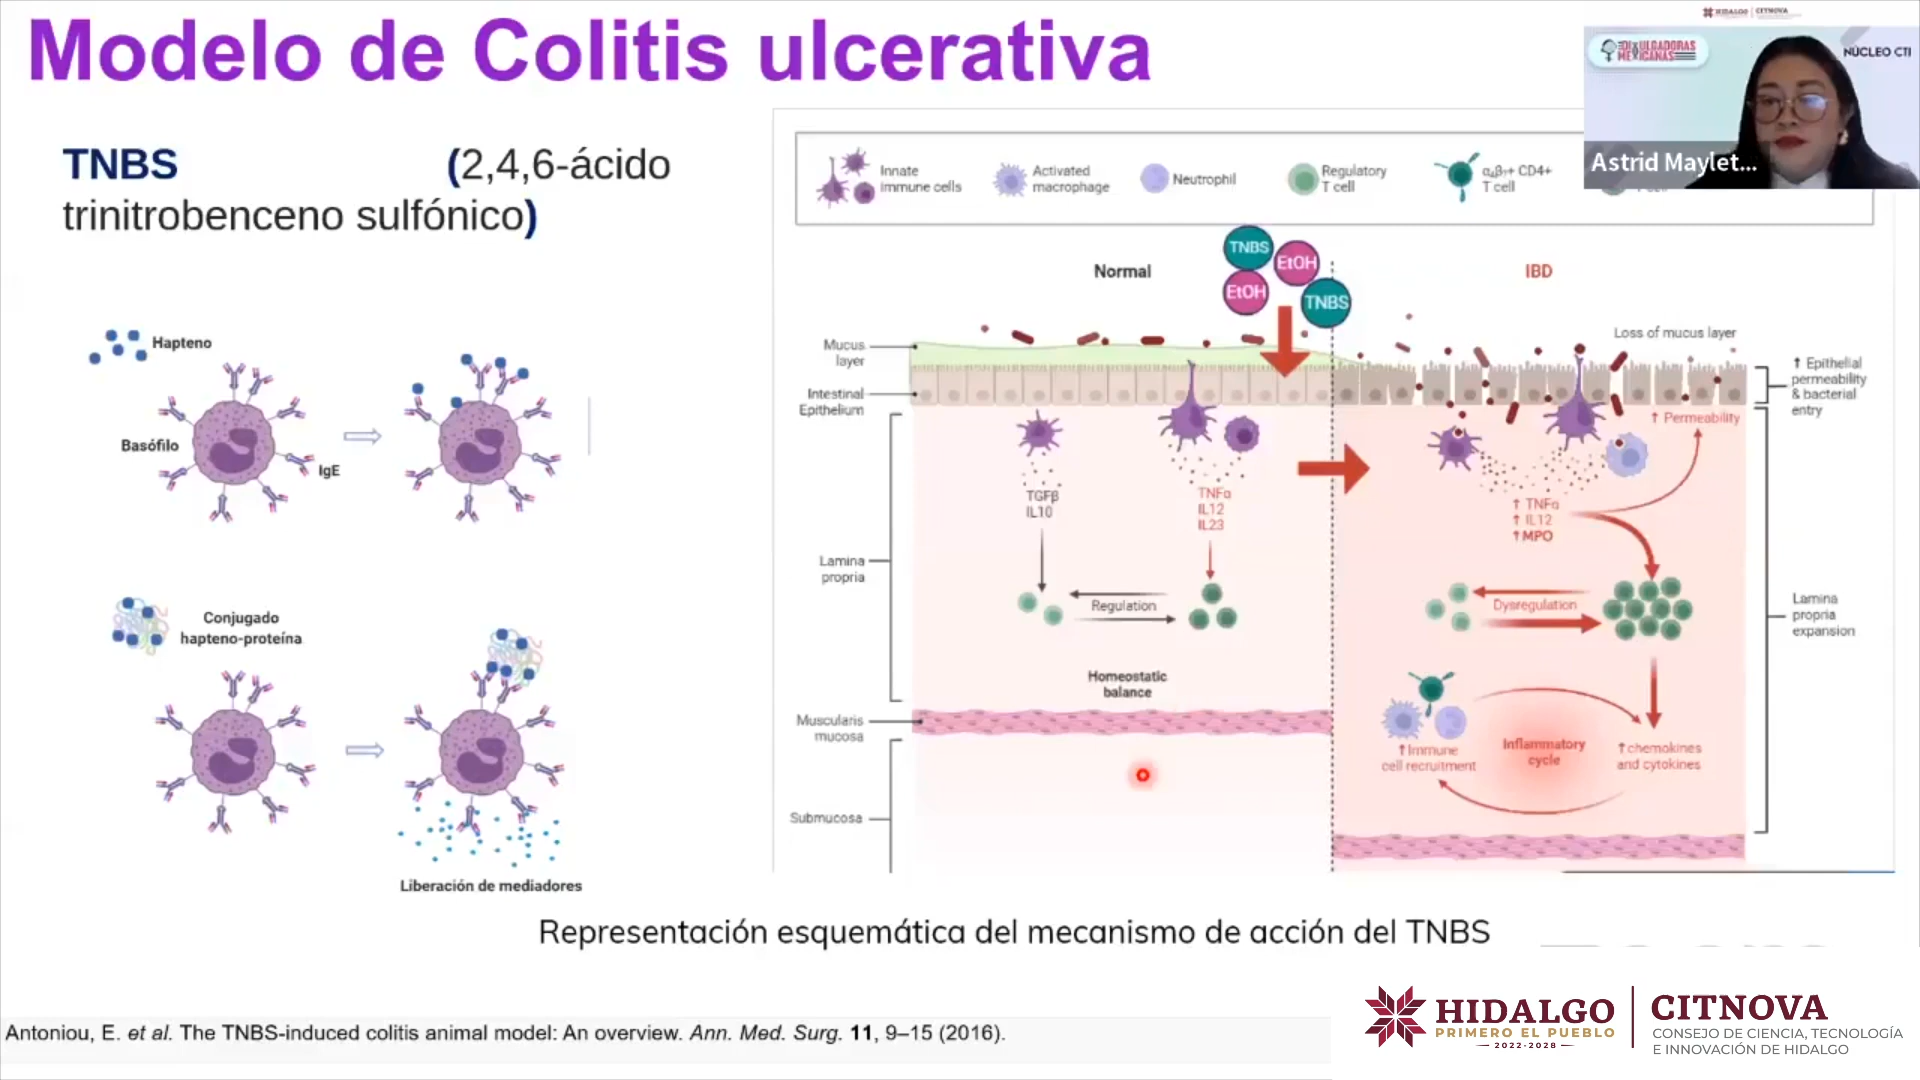 Modelo de Colitis ulcerativa
HIDALGO CITNOVA
DIVULGADORAS
MEXICANAS
NÚCLEO CTI
Astrid Maylet...
TNBS (2,4,6-ácido
trinitrobenceno sulfónico)
Hapteno
Basófilo
IgE
Conjugado
hapteno-proteína
Liberación de mediadores
Innate
immune cells
Activated
macrophage
Neutrophil
Regulatory
T cell
α₄β₇+ CD4+
T cell
TNBS
EtOH
EtOH
TNBS
Normal
IBD
Mucus
layer
Intestinal
Epithelium
Lamina
propria
Muscularis
mucosa
Submucosa
TGFβ
IL10
TNFα
IL12
IL23
Regulation
Homeostatic
balance
Loss of mucus layer
↑ Epithelial
permeability
& bacterial
entry
↑ Permeability
↑ TNFα
↑ IL12
↑ MPO
Dysregulation
Lamina
propria
expansion
↑ Immune
cell recruitment
Inflammatory
cycle
↑ chemokines
and cytokines
Representación esquemática del mecanismo de acción del TNBS
Antoniou, E. et al. The TNBS-induced colitis animal model: An overview. Ann. Med. Surg. 11, 9–15 (2016).
HIDALGO
PRIMERO EL PUEBLO
2022-2028
CITNOVA
CONSEJO DE CIENCIA, TECNOLOGÍA
E INNOVACIÓN DE HIDALGO